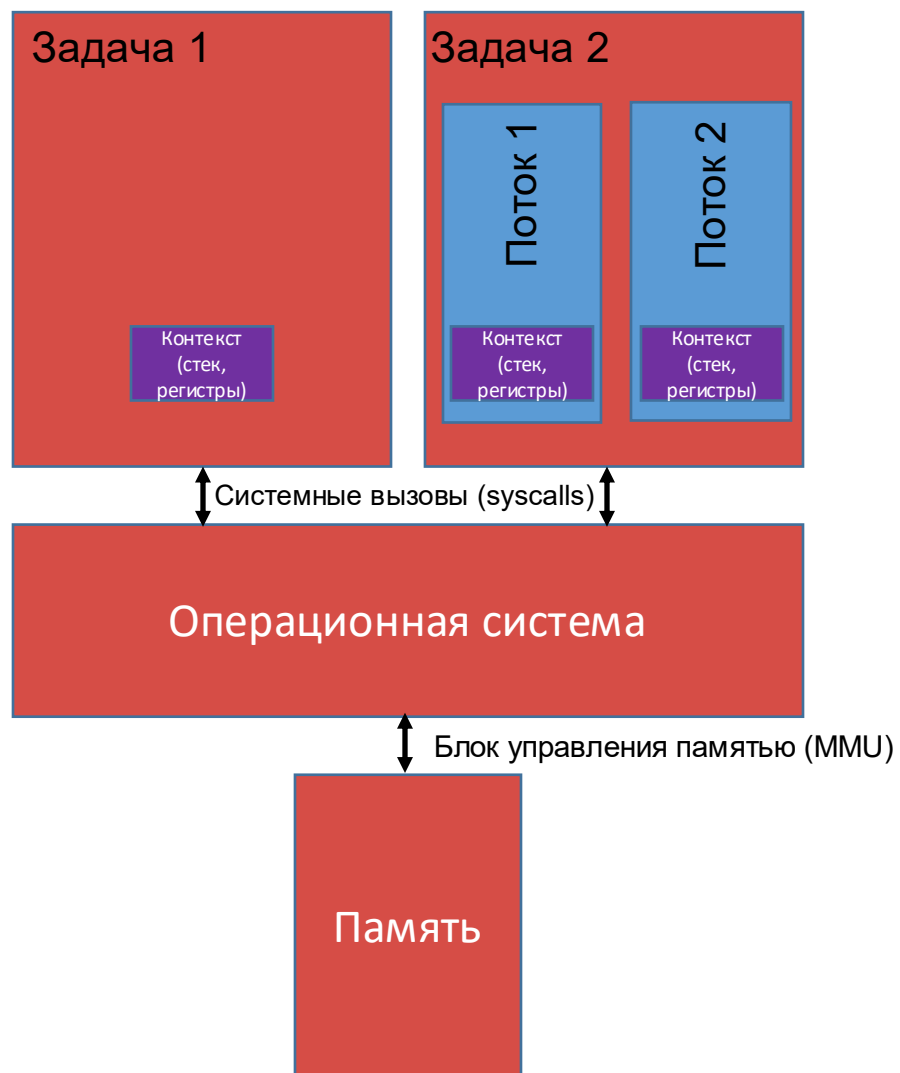 Задача 1
Задача 2
Поток 1
Поток 2
Контекст
(стек,
регистры)
Контекст
(стек,
регистры)
Контекст
(стек,
регистры)
Системные вызовы (syscalls)
Операционная система
Блок управления памятью (MMU)
Память